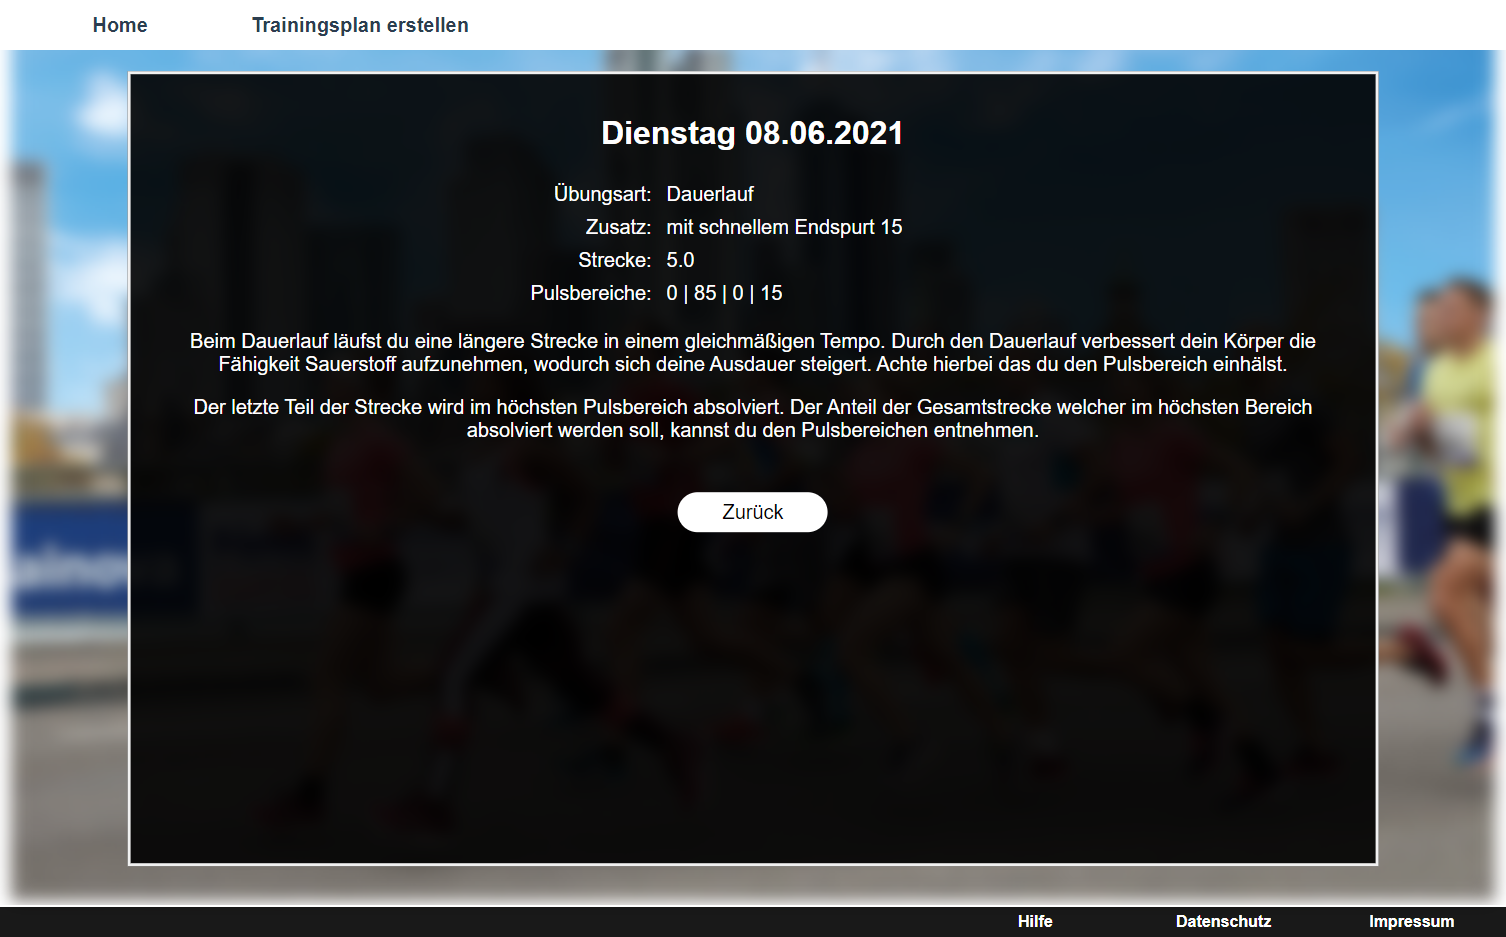 Home
Trainingsplan erstellen
Dienstag 08.06.2021
Übungsart: Dauerlauf
Zusatz: mit schnellem Endspurt 15
Strecke: 5.0
Pulsbereiche: 0 | 85 | 0 | 15
Beim Dauerlauf läufst du eine längere Strecke in einem gleichmäßigen Tempo. Durch den Dauerlauf verbessert dein Körper die
Fähigkeit Sauerstoff aufzunehmen, wodurch sich deine Ausdauer steigert. Achte hierbei das du den Pulsbereich einhälst.
Der letzte Teil der Strecke wird im höchsten Pulsbereich absolviert. Der Anteil der Gesamtstrecke welcher im höchsten Bereich
absolviert werden soll, kannst du den Pulsbereichen entnehmen.
Zurück
Hilfe
Datenschutz
Impressum